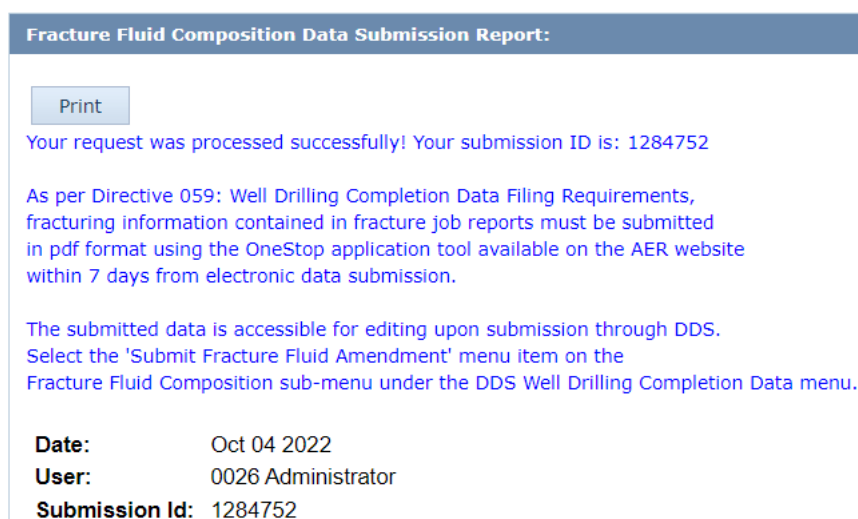 Fracture Fluid Composition Data Submission Report:
Print
Your request was processed successfully! Your submission ID is: 1284752
As per Directive 059: Well Drilling Completion Data Filing Requirements,
fracturing information contained in fracture job reports must be submitted
in pdf format using the OneStop application tool available on the AER website
within 7 days from electronic data submission.
The submitted data is accessible for editing upon submission through DDS.
Select the 'Submit Fracture Fluid Amendment' menu item on the
Fracture Fluid Composition sub-menu under the DDS Well Drilling Completion Data menu.
Date: Oct 04 2022
User: 0026 Administrator
Submission Id: 1284752